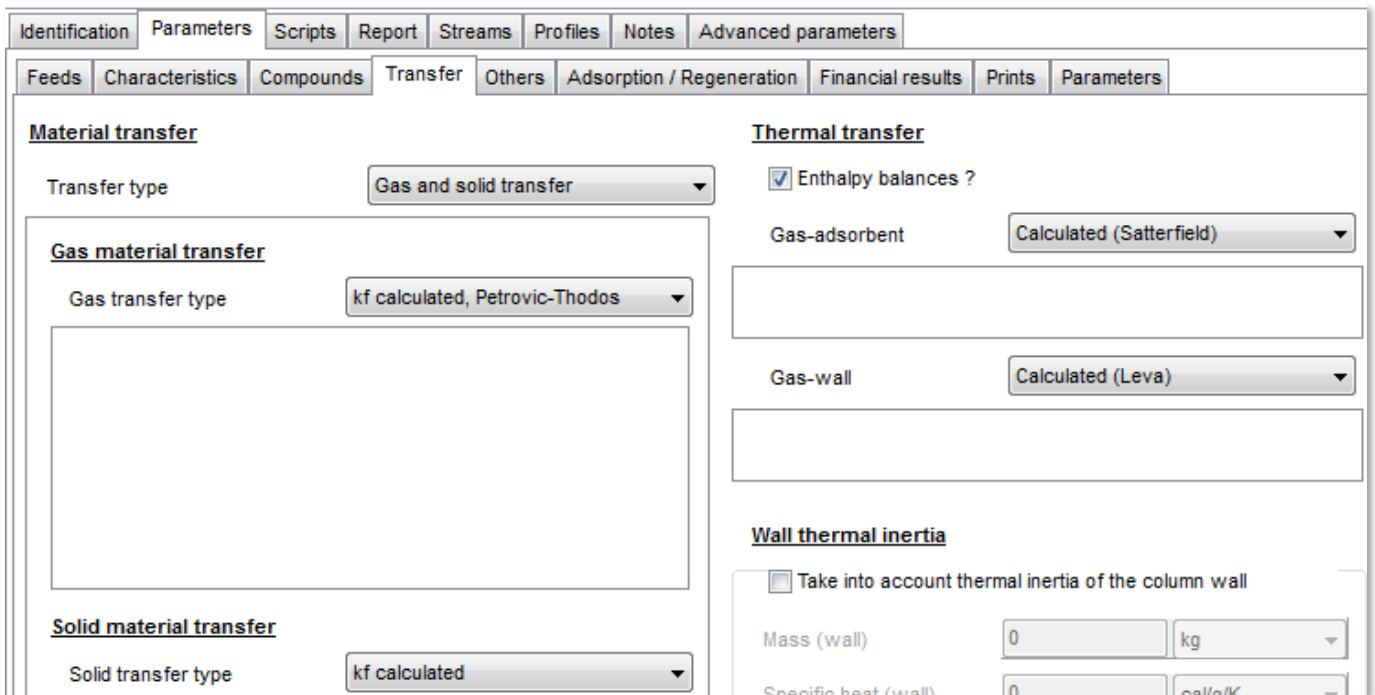 Identification Parameters Scripts Report Streams Profiles Notes Advanced parameters
Feeds Characteristics Compounds Transfer Others Adsorption / Regeneration Financial results Prints Parameters
Material transfer
Transfer type Gas and solid transfer
Gas material transfer
Gas transfer type kf calculated, Petrovic-Thodos
Solid material transfer
Solid transfer type kf calculated
Thermal transfer
Enthalpy balances ?
Gas-adsorbent Calculated (Satterfield)
Gas-wall Calculated (Leva)
Wall thermal inertia
Take into account thermal inertia of the column wall
Mass (wall) 0 kg
Specific heat (wall) 0 cal/g/K